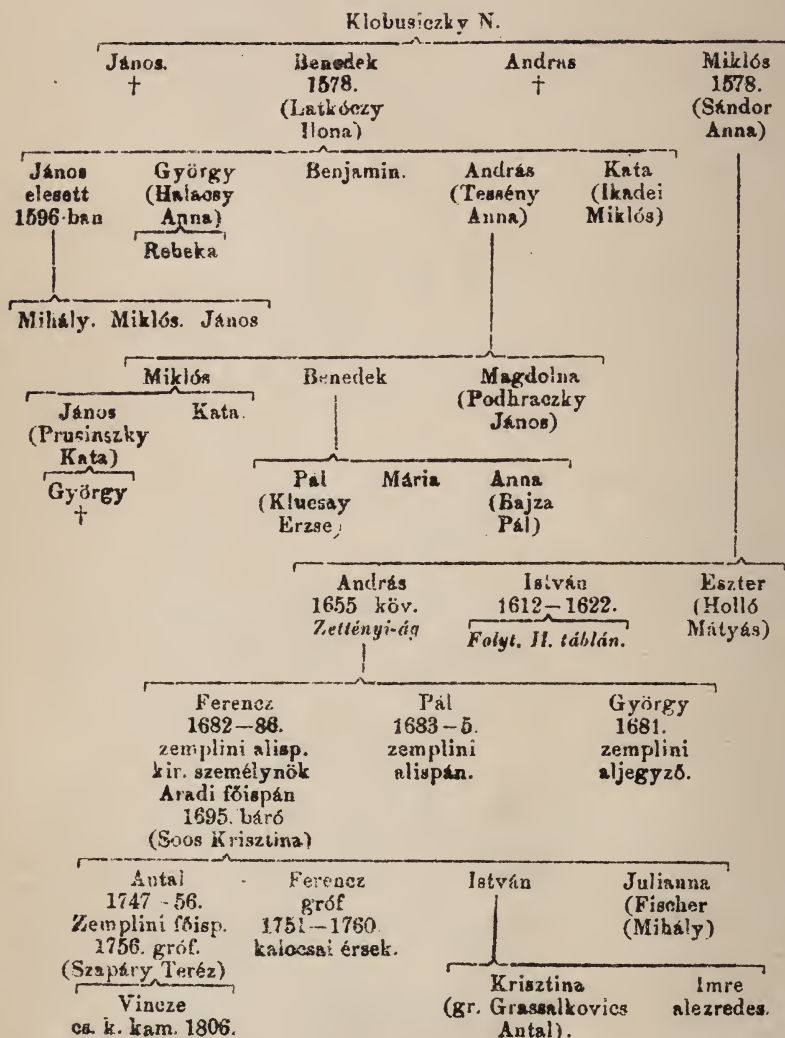 Klobusiczky N.
János. Benedek András Miklós
† 1578. † 1578.
(Latkóczy (Sándor
Ilona) Anna)
János György Benjamin. András Kata
elesett (Halacsy (Tessény (Ikadei
1596-ban Anna) Anna) Miklós)
Rebeka
Mihály. Miklós. János
Miklós Benedek Magdolna
(Podhraczky
János)
János Kata.
(Prusinszky
Kata)
György
†
Pál Mária Anna
(Klucsay (Bajza
Erzse) Pál)
András István Eszter
1655 köv. 1612–1622. (Holló
Zettényi-ág Folyt. II. táblán. Mátyás)
Ferencz Pál György
1682–86. 1683–5. 1681.
zemplini alisp. zemplini zemplini
kir. személynök alispán. aljegyző.
Aradi főispán
1695. báró
(Soos Krisztina)
Antal Ferencz István Julianna
1747–56. gróf (Fischer
Zemplini főisp. 1751–1760. (Mihály)
1756. gróf. kalocsai érsek.
(Szapáry Teréz)
Vincze
cs. k. kam. 1806.
Krisztina Imre
(gr. Grassalkovics alezredes.
Antal).